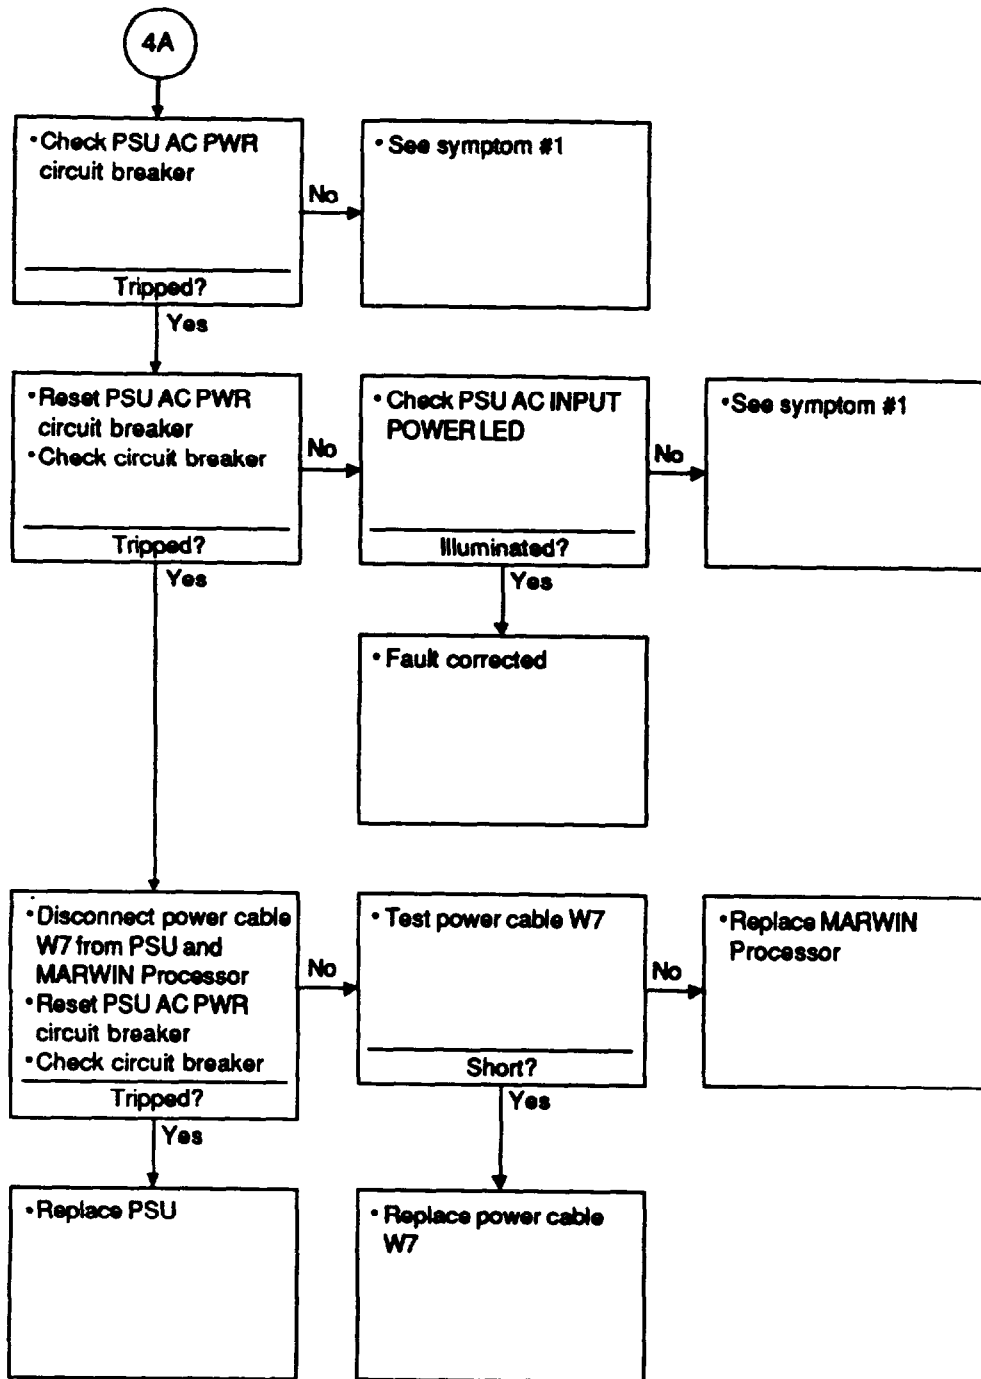 4A
• Check PSU AC PWR
circuit breaker
Tripped?
No
• See symptom #1
Yes
• Reset PSU AC PWR
circuit breaker
• Check circuit breaker
Tripped?
No
• Check PSU AC INPUT
POWER LED
Illuminated?
No
• See symptom #1
Yes
Yes
• Fault corrected
• Disconnect power cable
W7 from PSU and
MARWIN Processor
• Reset PSU AC PWR
circuit breaker
• Check circuit breaker
Tripped?
No
• Test power cable W7
Short?
No
• Replace MARWIN
Processor
Yes
Yes
• Replace PSU
• Replace power cable
W7